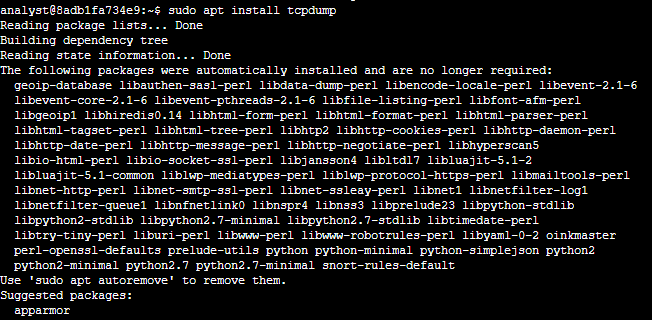 analyst@8adb1fa734e9:~$ sudo apt install tcpdump
Reading package lists... Done
Building dependency tree
Reading state information... Done
The following packages were automatically installed and are no longer required:
  geoip-database libauthen-sasl-perl libdata-dump-perl libencode-locale-perl libevent-2.1-6
  libevent-core-2.1-6 libevent-pthreads-2.1-6 libfile-listing-perl libfont-afm-perl
  libgeoip1 libhiredis0.14 libhtml-form-perl libhtml-format-perl libhtml-parser-perl
  libhtml-tagset-perl libhtml-tree-perl libhtp2 libhttp-cookies-perl libhttp-daemon-perl
  libhttp-date-perl libhttp-message-perl libhttp-negotiate-perl libhyperscan5
  libio-html-perl libio-socket-ssl-perl libjansson4 libltdl7 libluajit-5.1-2
  libluajit-5.1-common liblwp-mediatypes-perl liblwp-protocol-https-perl libmailtools-perl
  libnet-http-perl libnet-smtp-ssl-perl libnet-ssleay-perl libnet1 libnetfilter-log1
  libnetfilter-queue1 libnfnetlink0 libnspr4 libnss3 libprelude23 libpython-stdlib
  libpython2-stdlib libpython2.7-minimal libpython2.7-stdlib libtimedate-perl
  libtry-tiny-perl liburi-perl libwww-perl libwww-robotrules-perl libyaml-0-2 oinkmaster
  perl-openssl-defaults prelude-utils python python-minimal python-simplejson python2
  python2-minimal python2.7 python2.7-minimal snort-rules-default
Use 'sudo apt autoremove' to remove them.
Suggested packages:
  apparmor